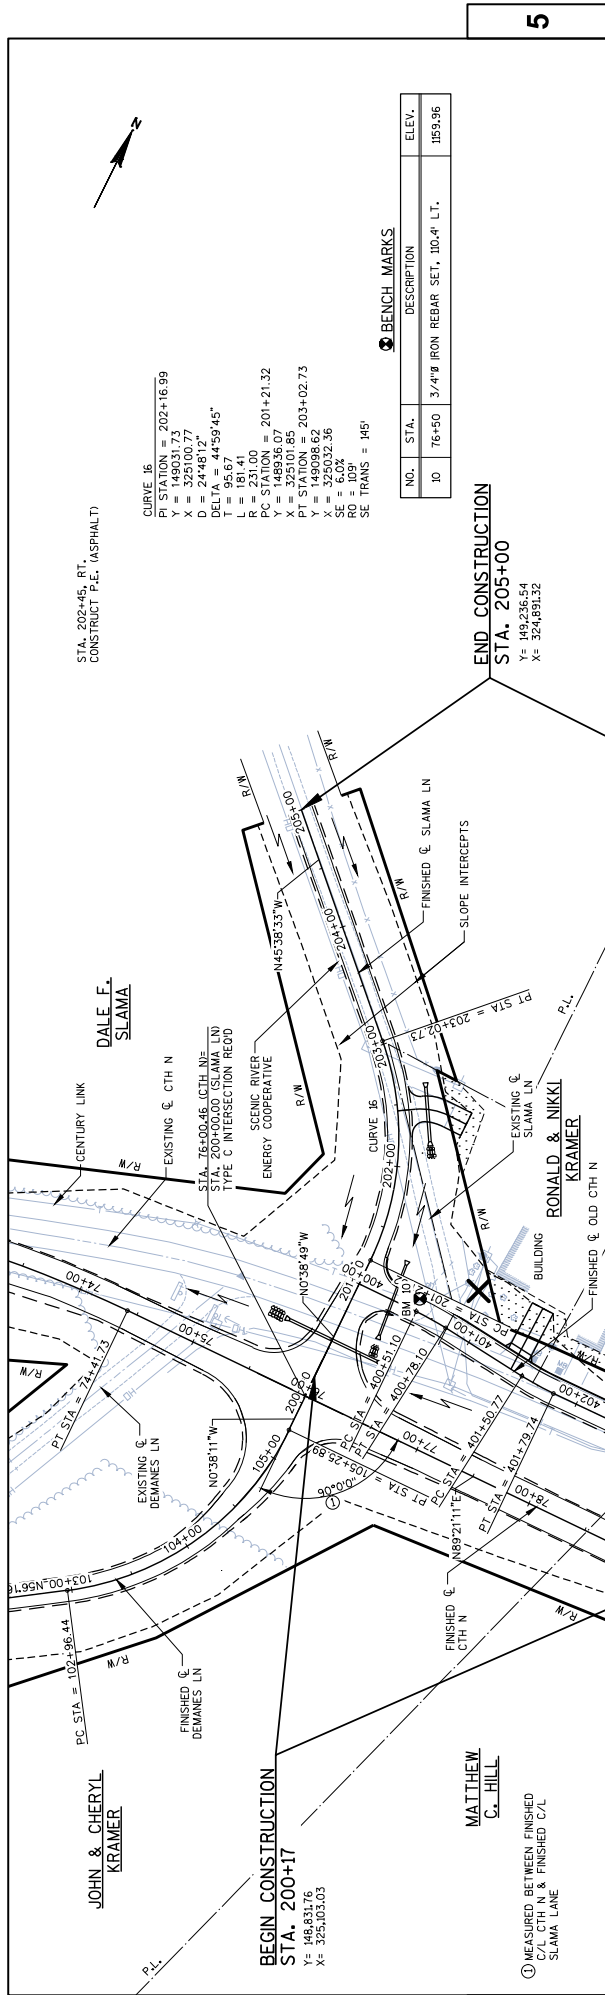 5
N
STA. 202+45, RT.
CONSTRUCT P.E. (ASPHALT)
CURVE 16
PI STATION = 202+16.99
Y = 149031.73
X = 325100.77
D = 24°48'12"
DELTA = 44°59'45"
T = 95.67
L = 181.41
R = 231.00
PC STATION = 201+21.32
Y = 148936.07
X = 325101.85
PT STATION = 203+02.73
Y = 149098.62
X = 325032.36
SE = 6.0%
RO = 109'
SE TRANS = 145'
BENCH MARKS
NO. STA. DESCRIPTION ELEV.
10 76+50 3/4"Ø IRON REBAR SET, 110.4' LT. 1159.96
END CONSTRUCTION
STA. 205+00
Y= 149,236.54
X= 324,891.32
DALE F.
SLAMA
CENTURY LINK
EXISTING ℄ CTH N
STA. 76+00.46 (CTH N)=
STA. 200+00.00 (SLAMA LN)
TYPE C INTERSECTION REQ'D
SCENIC RIVER
ENERGY COOPERATIVE
N45°38'33"W
R/W
R/W
R/W
R/W
R/W
R/W
205+00
204+00
203+00
202+00
CURVE 16
FINISHED ℄ SLAMA LN
SLOPE INTERCEPTS
PT STA = 203+02.73
P.L.
EXISTING ℄
SLAMA LN
RONALD & NIKKI
KRAMER
FINISHED ℄ OLD CTH N
BUILDING
R/W
N0°38'49"W
BM 10
400+00
401+00
402+00
74+00
75+00
76+00
77+00
78+00
PT STA = 74+41.73
R/W
EXISTING ℄
DEMANES LN
N0°38'11"W
105+00
104+00
103+00
PC STA = 400+51.10
PT STA = 400+78.10
PT STA = 105+25.89
PC STA = 401+50.77
PT STA = 401+79.74
90°0'0"
①
N89°21'11"E
FINISHED ℄
CTH N
R/W
PC STA = 102+96.44
R/W
FINISHED ℄
DEMANES LN
JOHN & CHERYL
KRAMER
BEGIN CONSTRUCTION
STA. 200+17
Y= 148,831.76
X= 325,103.03
MATTHEW
C. HILL
P.L.
① MEASURED BETWEEN FINISHED
C/L CTH N & FINISHED C/L
SLAMA LANE